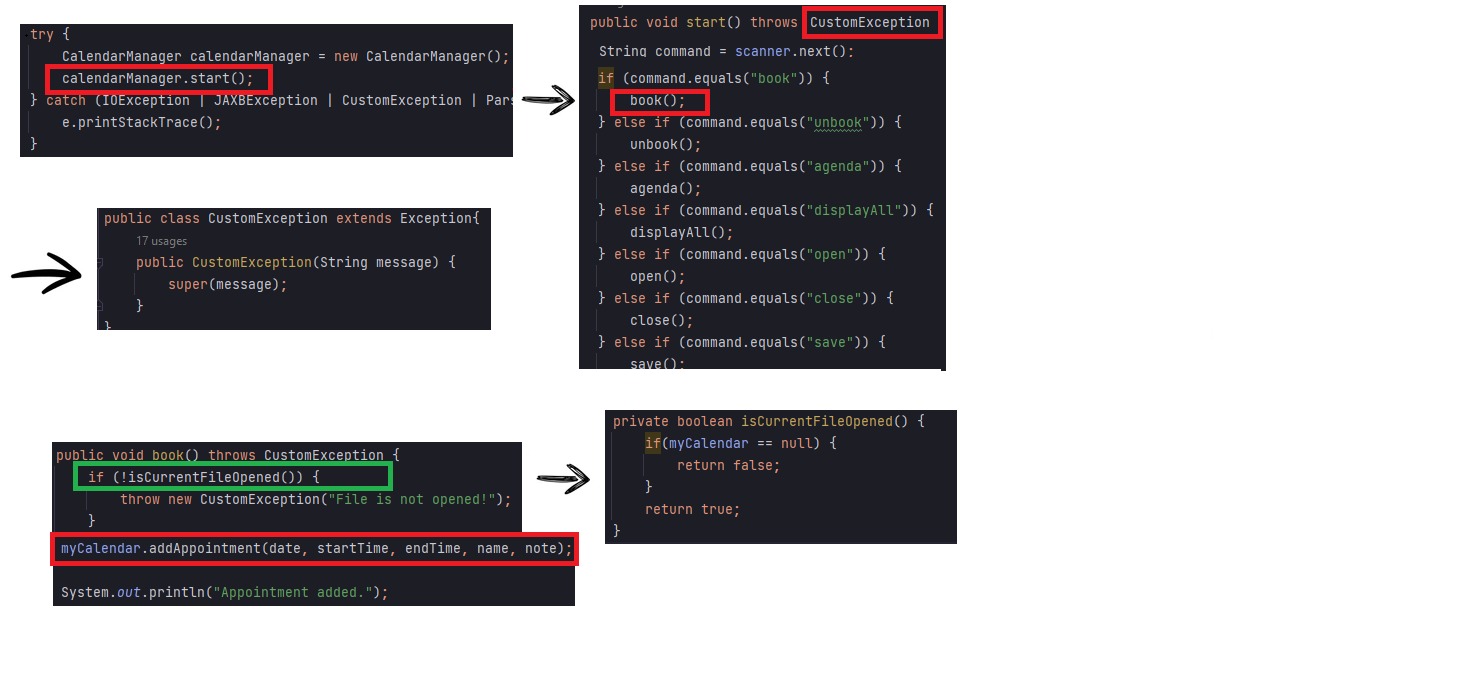 try {
CalendarManager calendarManager = new CalendarManager();
calendarManager.start();
} catch (IOException | JAXBException | CustomException | Pars
e.printStackTrace();
}
public void start() throws CustomException
String command = scanner.next();
if (command.equals("book")) {
book();
} else if (command.equals("unbook")) {
unbook();
} else if (command.equals("agenda")) {
agenda();
} else if (command.equals("displayAll")) {
displayAll();
} else if (command.equals("open")) {
open();
} else if (command.equals("close")) {
close();
} else if (command.equals("save")) {
save();
public class CustomException extends Exception{
17 usages
public CustomException(String message) {
super(message);
}
}
public void book() throws CustomException {
if (!isCurrentFileOpened()) {
throw new CustomException("File is not opened!");
}
myCalendar.addAppointment(date, startTime, endTime, name, note);
System.out.println("Appointment added.");
private boolean isCurrentFileOpened() {
if(myCalendar == null) {
return false;
}
return true;
}